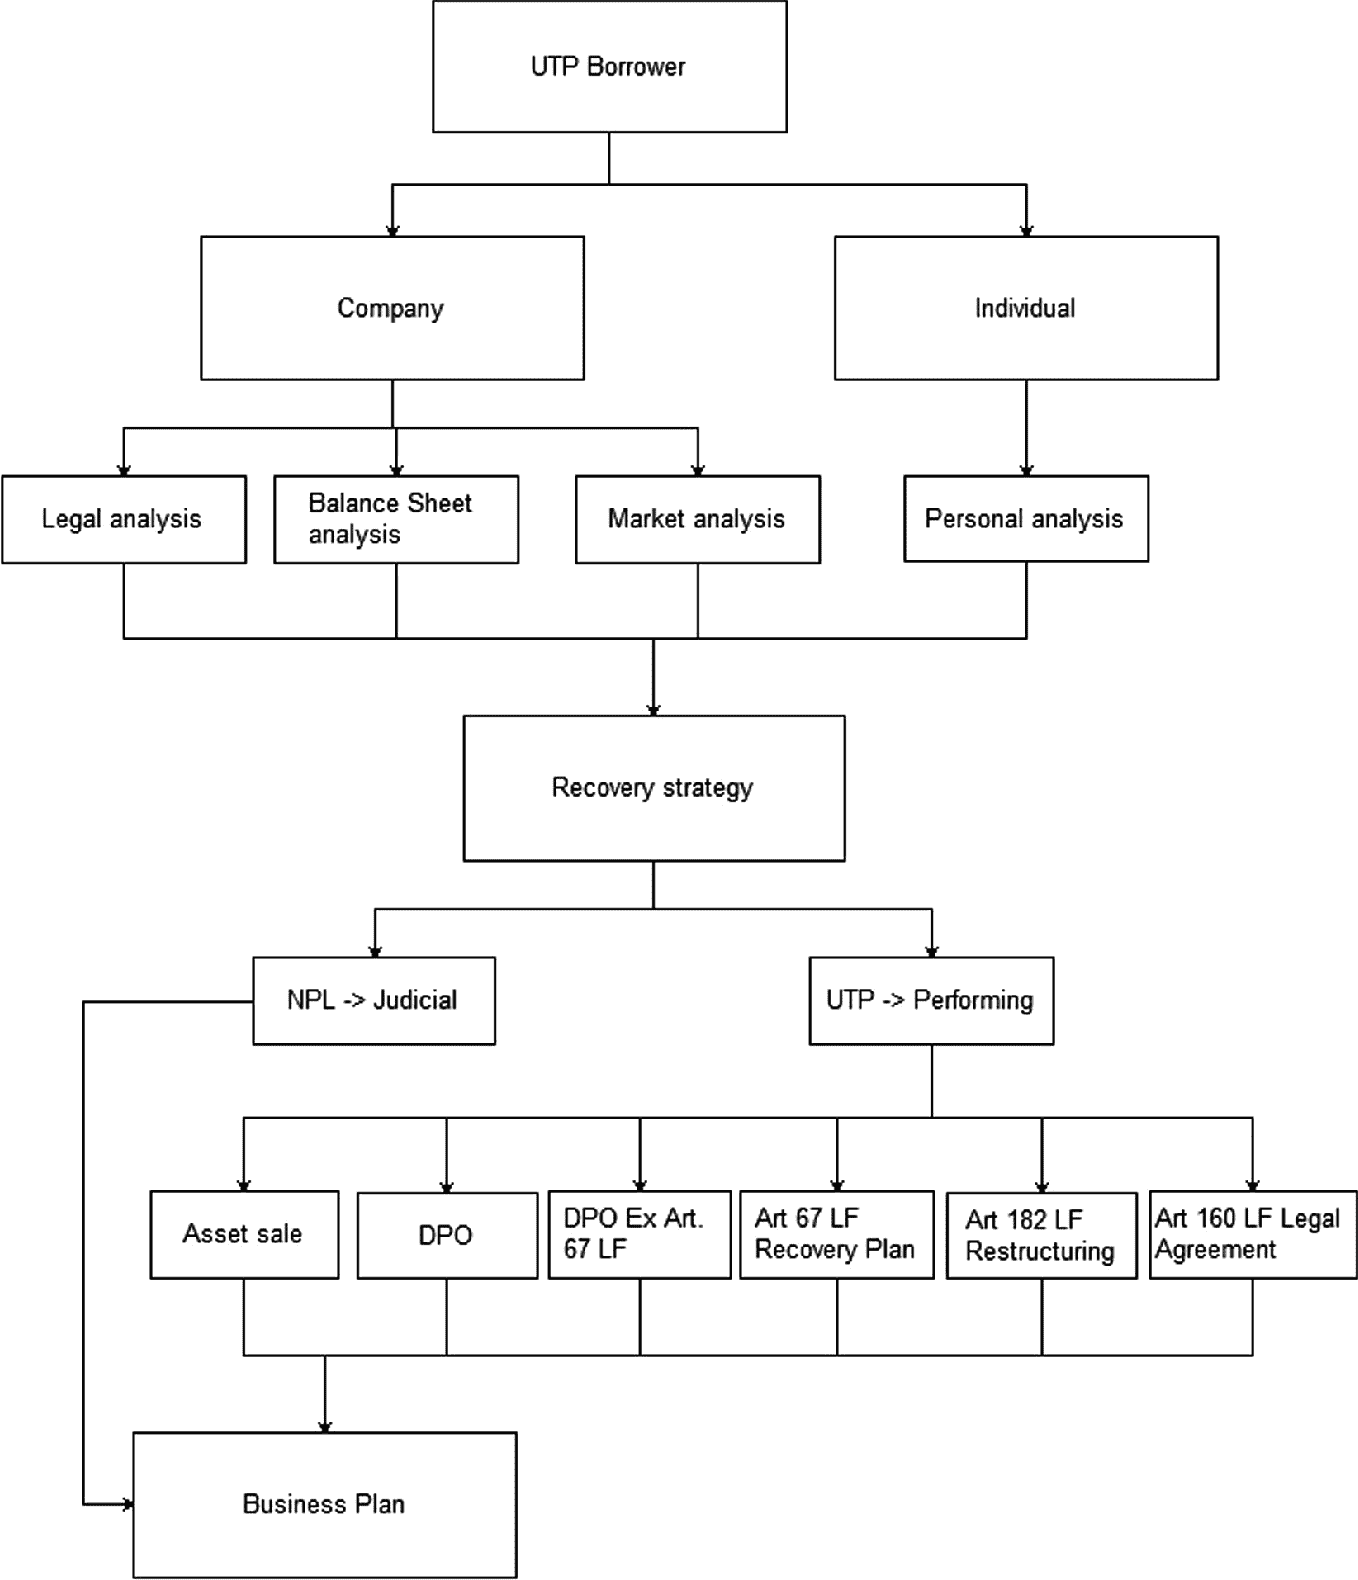 UTP Borrower
Company
Individual
Legal analysis
Balance Sheet
analysis
Market analysis
Personal analysis
Recovery strategy
NPL -> Judicial
UTP -> Performing
Asset sale
DPO
DPO Ex Art.
67 LF
Art 67 LF
Recovery Plan
Art 182 LF
Restructuring
Art 160 LF Legal
Agreement
Business Plan